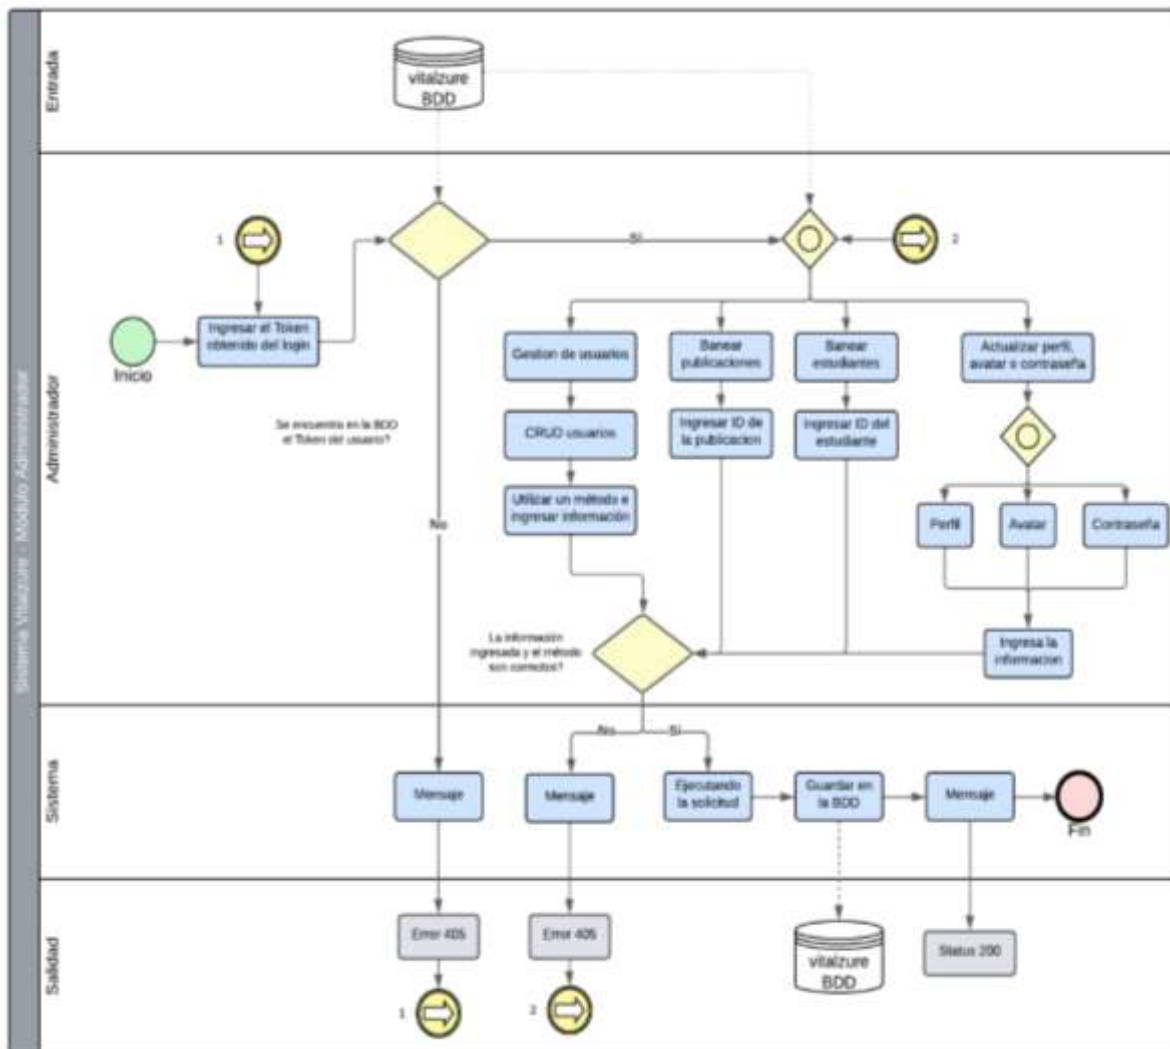 Sistema Vitalzure - Módulo Administrador
Entrada
vitalzure
BDD
Administrador
1
Si
2
Ingresar el Token
obtenido del login
Inicio
Gestion de usuarios
Banear
publicaciones
Banear
estudiantes
Actualizar perfil,
avatar o contraseña
Se encuentra en la BDD
el Token del usuario?
CRUD usuarios
Ingresar ID de
la publicacion
Ingresar ID del
estudiante
Utilizar un método e
ingresar información
No
Perfil
Avatar
Contraseña
La información
ingresada y el método
son correctos?
Ingresa la
informacion
Sistema
No
Si
Mensaje
Mensaje
Ejecutando
la solicitud
Guardar en
la BDD
Mensaje
Fin
Salidad
Error 405
Error 405
vitalzure
BDD
Status 200
1
2